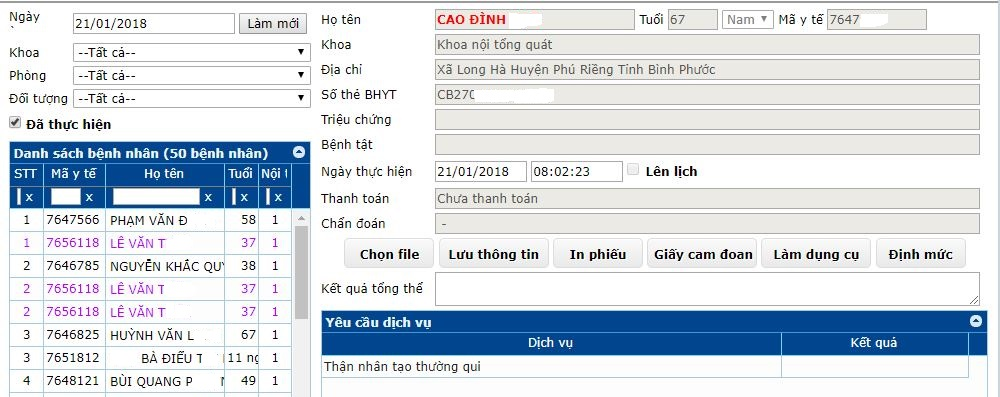 Ngày 21/01/2018 Làm mới
Khoa --Tất cả--
Phòng --Tất cả--
Đối tượng --Tất cả--
Đã thực hiện
Danh sách bệnh nhân (50 bệnh nhân)
STT Mã y tế Họ tên Tuổi Nội t
x x x x x
1 7647566 PHẠM VĂN Đ 58 1
1 7656118 LÊ VĂN T 37 1
2 7646785 NGUYỄN KHẮC QUY 38 1
2 7656118 LÊ VĂN T 37 1
2 7656118 LÊ VĂN T 37 1
3 7646825 HUỲNH VĂN L 67 1
3 7651812 BÀ ĐIỂU T 11 ng 1
4 7648121 BÙI QUANG P 49 1
Họ tên CAO ĐÌNH Tuổi 67 Nam Mã y tế 7647
Khoa Khoa nội tổng quát
Địa chỉ Xã Long Hà Huyện Phú Riềng Tỉnh Bình Phước
Số thẻ BHYT CB270
Triệu chứng
Bệnh tật
Ngày thực hiện 21/01/2018 08:02:23 Lên lịch
Thanh toán Chưa thanh toán
Chẩn đoán -
Chọn file Lưu thông tin In phiếu Giấy cam đoan Làm dụng cụ Định mức
Kết quả tổng thể
Yêu cầu dịch vụ
Dịch vụ Kết quả
Thận nhân tạo thường qui